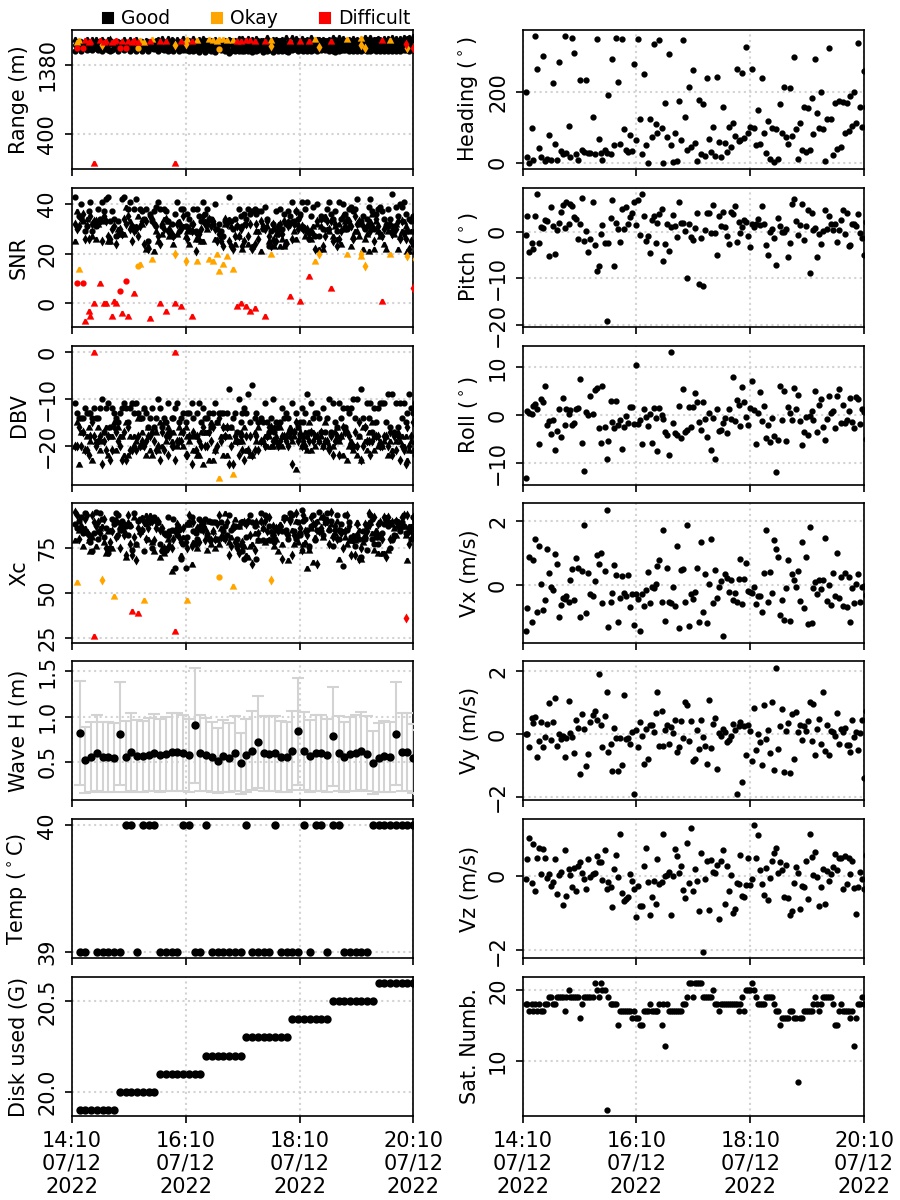 Good Okay Difficult
Range (m)
1380
400
Heading (°)
200
0
SNR
40
20
0
Pitch (°)
0
−10
−20
DBV
0
−10
−20
Roll (°)
10
0
−10
Xc
75
50
25
Vx (m/s)
2
0
Wave H (m)
1.5
1.0
0.5
Vy (m/s)
2
0
−2
Temp (°C)
40
39
Vz (m/s)
0
−2
Disk used (G)
20.5
20.0
Sat. Numb.
20
10
14:10 16:10 18:10 20:10
07/12 07/12 07/12 07/12
2022 2022 2022 2022
14:10 16:10 18:10 20:10
07/12 07/12 07/12 07/12
2022 2022 2022 2022